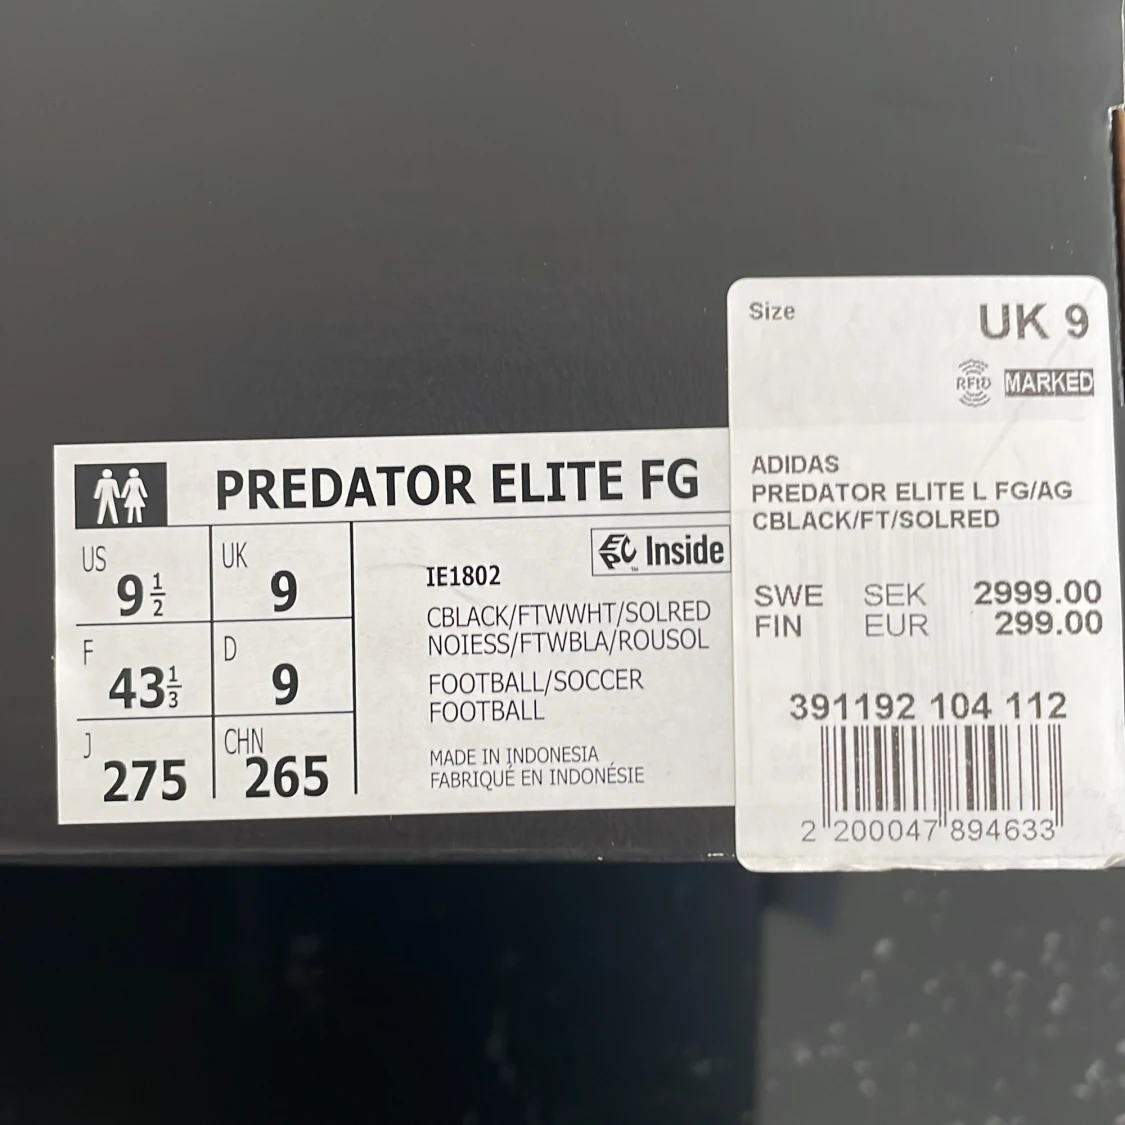 PREDATOR ELITE FG
US 9 1/2
UK 9
F 43 1/3
D 9
J 275
CHN 265
EPC Inside™
IE1802
CBLACK/FTWWHT/SOLRED
NOIESS/FTWBLA/ROUSOL
FOOTBALL/SOCCER
FOOTBALL
MADE IN INDONESIA
FABRIQUÉ EN INDONÉSIE
Size UK 9
RFID MARKED
ADIDAS
PREDATOR ELITE L FG/AG
CBLACK/FT/SOLRED
SWE SEK 2999.00
FIN EUR 299.00
391192 104 112
2 200047 894633